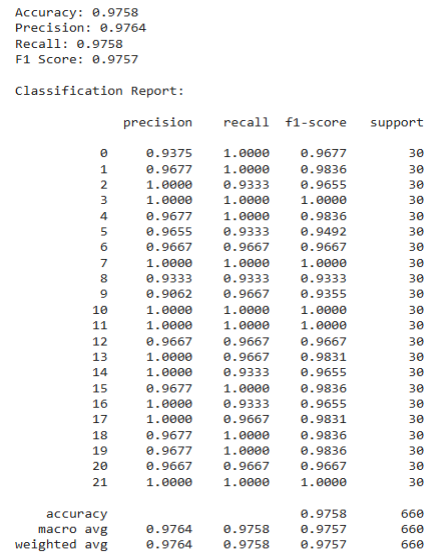 Accuracy: 0.9758
Precision: 0.9764
Recall: 0.9758
F1 Score: 0.9757
Classification Report:
precision recall f1-score support
0 0.9375 1.0000 0.9677 30
1 0.9677 1.0000 0.9836 30
2 1.0000 0.9333 0.9655 30
3 1.0000 1.0000 1.0000 30
4 0.9677 1.0000 0.9836 30
5 0.9655 0.9333 0.9492 30
6 0.9667 0.9667 0.9667 30
7 1.0000 1.0000 1.0000 30
8 0.9333 0.9333 0.9333 30
9 0.9062 0.9667 0.9355 30
10 1.0000 1.0000 1.0000 30
11 1.0000 1.0000 1.0000 30
12 0.9667 0.9667 0.9667 30
13 1.0000 0.9667 0.9831 30
14 1.0000 0.9333 0.9655 30
15 0.9677 1.0000 0.9836 30
16 1.0000 0.9333 0.9655 30
17 1.0000 0.9667 0.9831 30
18 0.9677 1.0000 0.9836 30
19 0.9677 1.0000 0.9836 30
20 0.9667 0.9667 0.9667 30
21 1.0000 1.0000 1.0000 30
accuracy 0.9758 660
macro avg 0.9764 0.9758 0.9757 660
weighted avg 0.9764 0.9758 0.9757 660